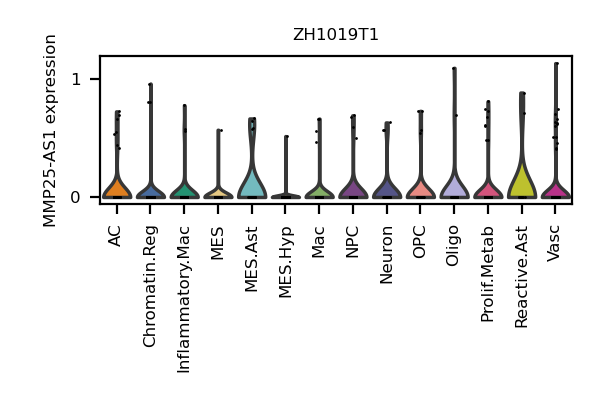 ZH1019T1
MMP25-AS1 expression
1
0
AC
Chromatin.Reg
Inflammatory.Mac
MES
MES.Ast
MES.Hyp
Mac
NPC
Neuron
OPC
Oligo
Prolif.Metab
Reactive.Ast
Vasc